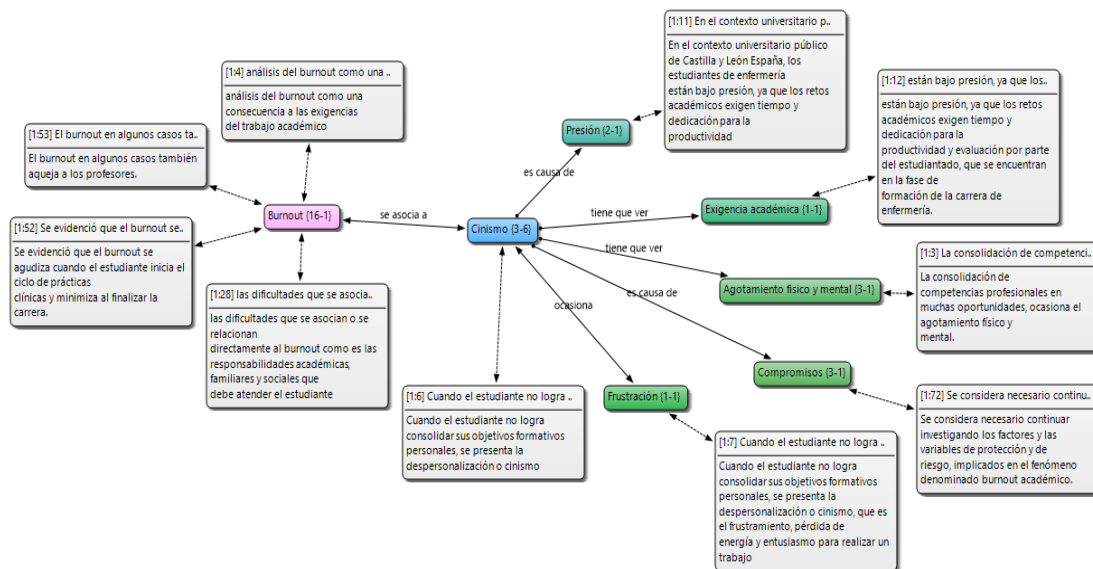 [1:11] En el contexto universitario p..
En el contexto universitario público
de Castilla y León España, los
estudiantes de enfermería
están bajo presión, ya que los retos
académicos exigen tiempo y
dedicación para la
productividad
[1:4] análisis del burnout como una ..
análisis del burnout como una
consecuencia a las exigencias
del trabajo académico
[1:12] están bajo presión, ya que los..
están bajo presión, ya que los retos
académicos exigen tiempo y
dedicación para la
productividad y evaluación por parte
del estudiantado, que se encuentran
en la fase de
formación de la carrera de
enfermería.
[1:53] El burnout en algunos casos ta..
El burnout en algunos casos también
aqueja a los profesores.
Presión {2-1}
es causa de
Burnout {16-1}
se asocia a
Cinismo {3-6}
tiene que ver
Exigencia académica {1-1}
[1:52] Se evidenció que el burnout se..
Se evidenció que el burnout se
agudiza cuando el estudiante inicia el
ciclo de prácticas
clínicas y minimiza al finalizar la
carrera.
tiene que ver
Agotamiento fisico y mental {3-1}
[1:3] La consolidación de competenci..
La consolidación de
competencias profesionales en
muchas oportunidades, ocasiona el
agotamiento físico y
mental.
[1:28] las dificultades que se asocia..
las dificultades que se asocian o se
relacionan
directamente al burnout como es las
responsabilidades académicas,
familiares y sociales que
debe atender el estudiante
es causa de
ocasiona
Compromisos {3-1}
Frustración {1-1}
[1:6] Cuando el estudiante no logra ..
Cuando el estudiante no logra
consolidar sus objetivos formativos
personales, se presenta la
despersonalización o cinismo
[1:72] Se considera necesario continu..
Se considera necesario continuar
investigando los factores y las
variables de protección y de
riesgo, implicados en el fenómeno
denominado burnout académico.
[1:7] Cuando el estudiante no logra ..
Cuando el estudiante no logra
consolidar sus objetivos formativos
personales, se presenta la
despersonalización o cinismo, que es
el frustramiento, pérdida de
energía y entusiasmo para realizar un
trabajo